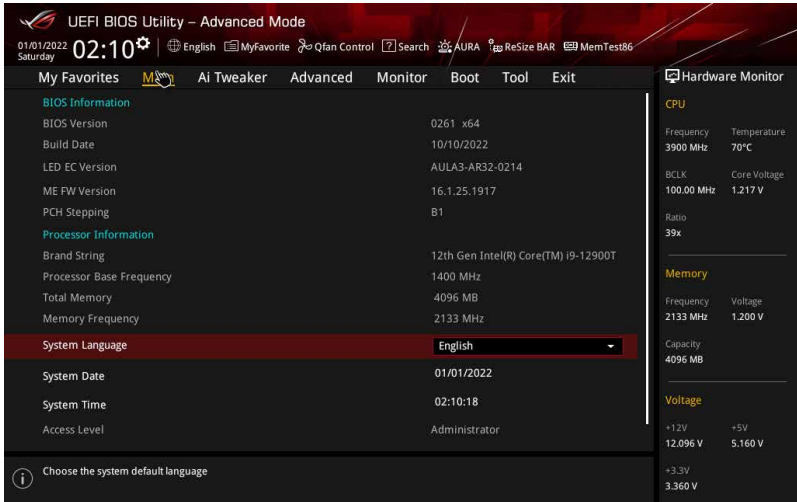 UEFI BIOS Utility – Advanced Mode
01/01/2022
Saturday
02:10
English
MyFavorite
Qfan Control
? Search
AURA
ReSize BAR
MemTest86
My Favorites
Main
Ai Tweaker
Advanced
Monitor
Boot
Tool
Exit
BIOS Information
BIOS Version 0261 x64
Build Date 10/10/2022
LED EC Version AULA3-AR32-0214
ME FW Version 16.1.25.1917
PCH Stepping B1
Processor Information
Brand String 12th Gen Intel(R) Core(TM) i9-12900T
Processor Base Frequency 1400 MHz
Total Memory 4096 MB
Memory Frequency 2133 MHz
System Language English
System Date 01/01/2022
System Time 02:10:18
Access Level Administrator
i Choose the system default language
Hardware Monitor
CPU
Frequency Temperature
3900 MHz 70°C
BCLK Core Voltage
100.00 MHz 1.217 V
Ratio
39x
Memory
Frequency Voltage
2133 MHz 1.200 V
Capacity
4096 MB
Voltage
+12V +5V
12.096 V 5.160 V
+3.3V
3.360 V